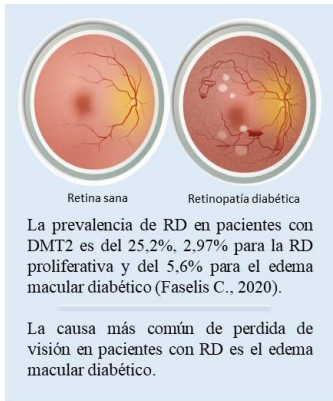 Retina sana
Retinopatía diabética
La prevalencia de RD en pacientes con
DMT2 es del 25,2%, 2,97% para la RD
proliferativa y del 5,6% para el edema
macular diabético (Faselis C., 2020).
La causa más común de perdida de
visión en pacientes con RD es el edema
macular diabético.